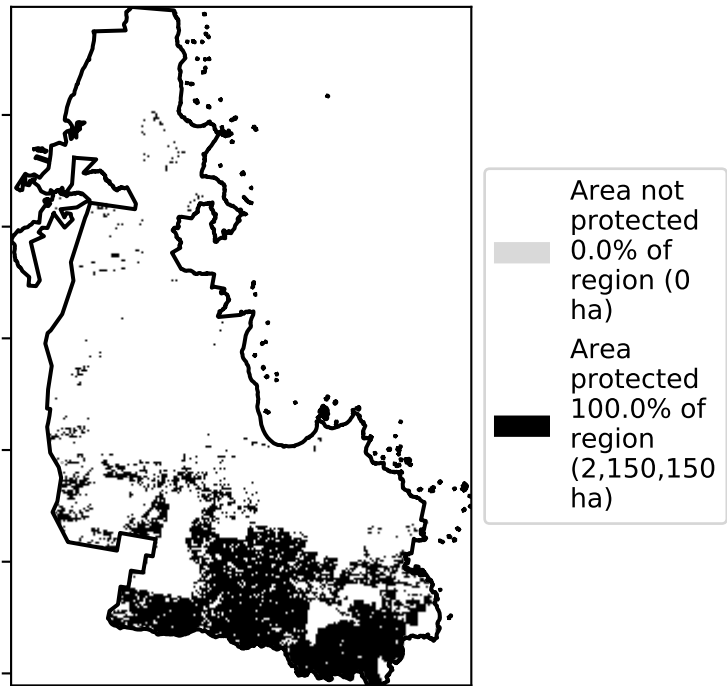 Area not
protected
0.0% of
region (0
ha)
Area
protected
100.0% of
region
(2,150,150
ha)